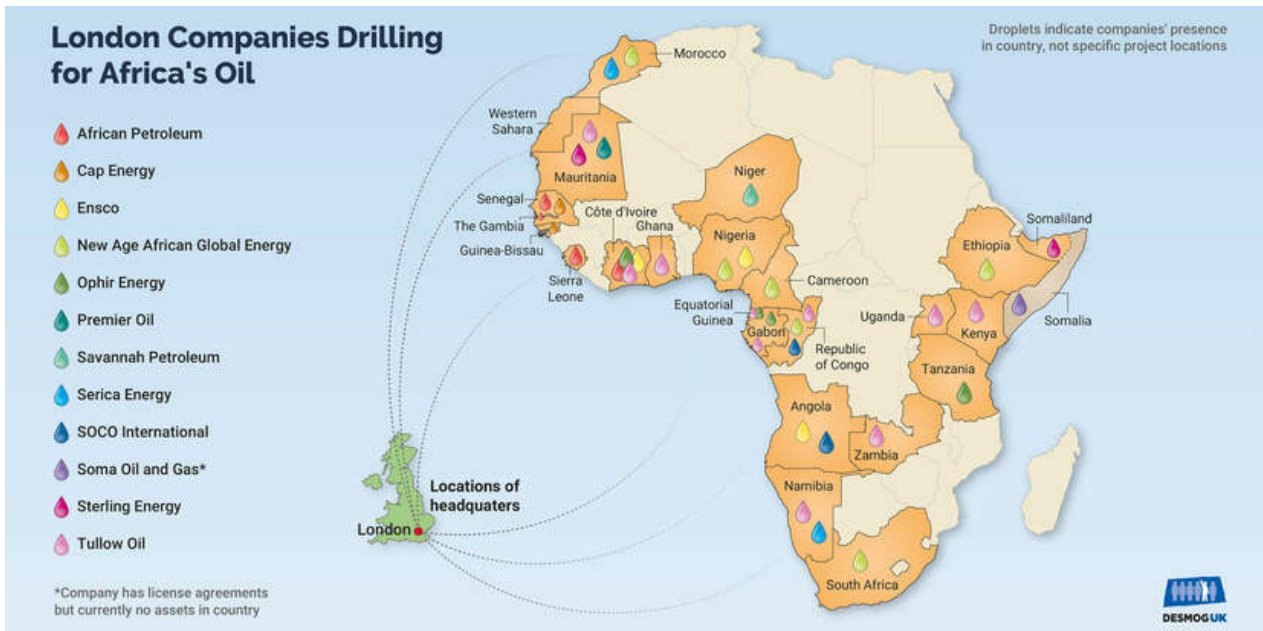 London Companies Drilling
for Africa's Oil
Droplets indicate companies' presence
in country, not specific project locations
African Petroleum
Cap Energy
Ensco
New Age African Global Energy
Ophir Energy
Premier Oil
Savannah Petroleum
Serica Energy
SOCO International
Soma Oil and Gas*
Sterling Energy
Tullow Oil
*Company has license agreements
but currently no assets in country
Locations of
headquaters
London
Morocco
Western
Sahara
Mauritania
Niger
Senegal
The Gambia
Guinea-Bissau
Sierra
Leone
Côte d'Ivoire
Ghana
Nigeria
Cameroon
Equatorial
Guinea
Gabon
Republic
of Congo
Somaliland
Ethiopia
Somalia
Uganda
Kenya
Tanzania
Angola
Zambia
Namibia
South Africa
DESMOGUK